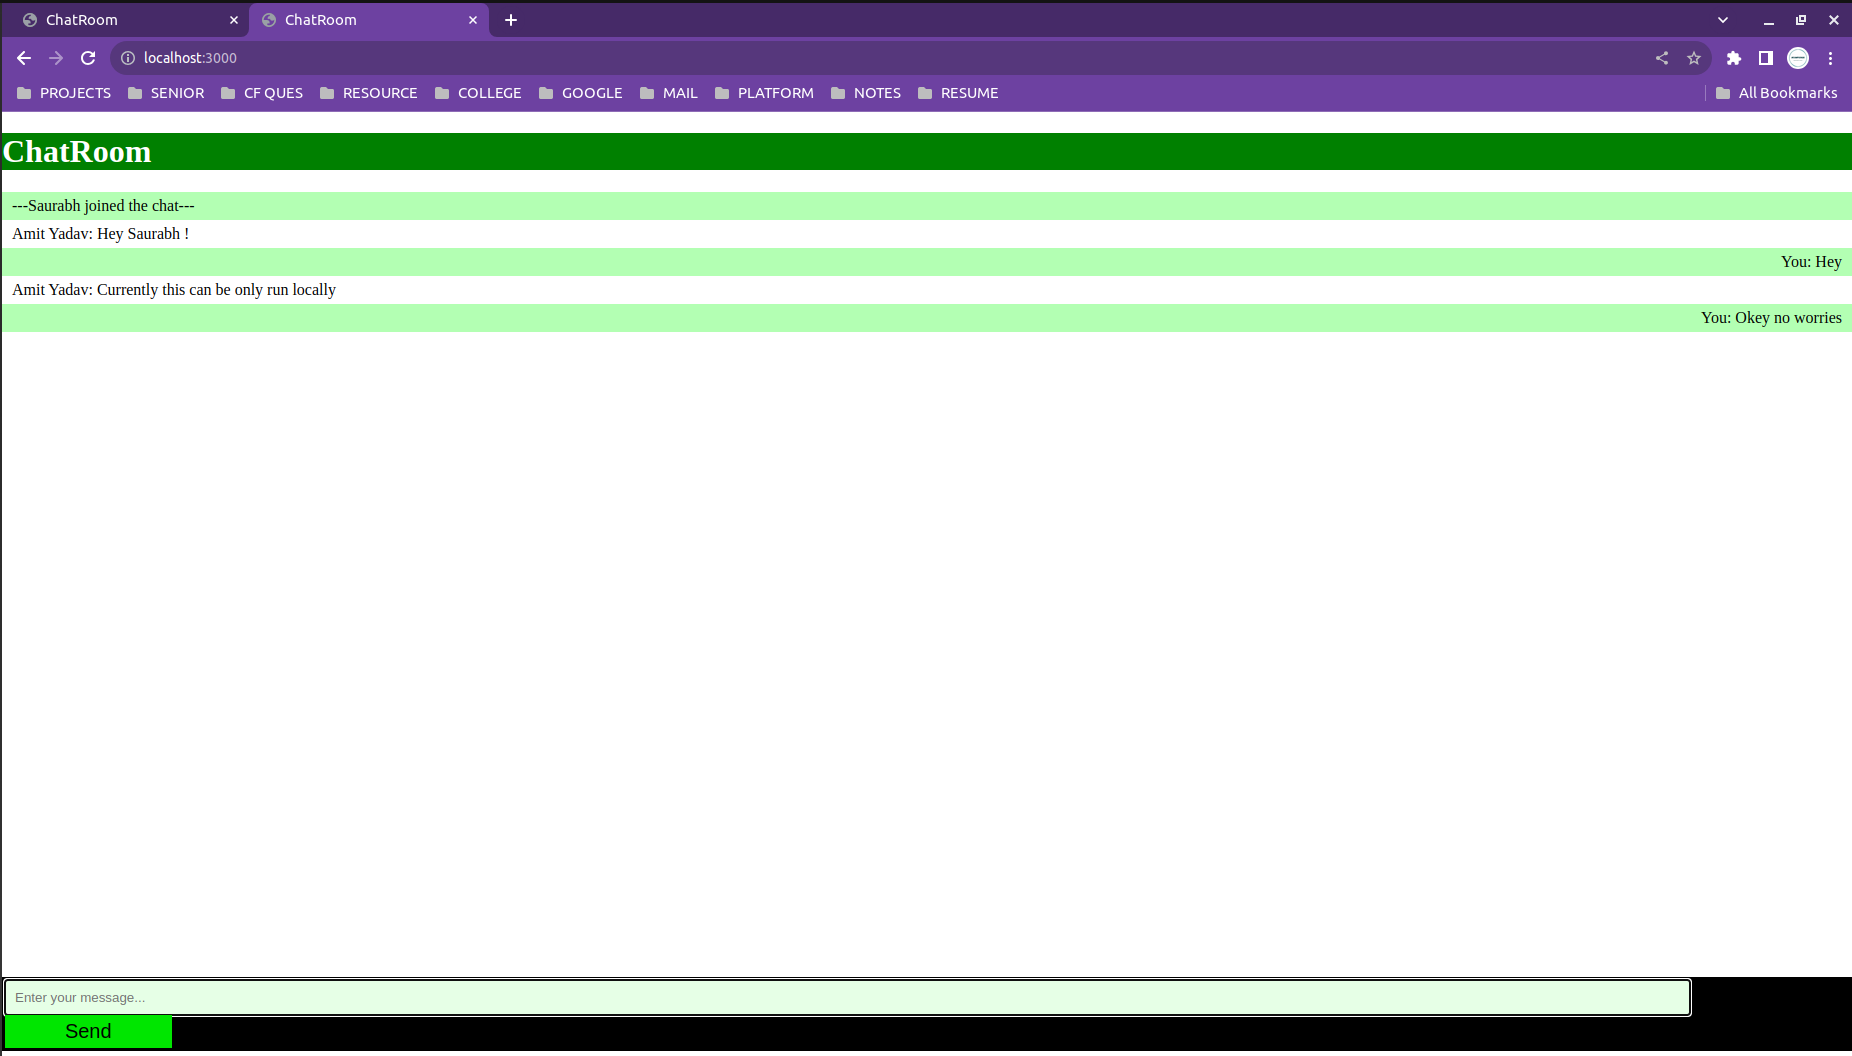 ChatRoom ChatRoom
localhost:3000
PROJECTS SENIOR CF QUES RESOURCE COLLEGE GOOGLE MAIL PLATFORM NOTES RESUME All Bookmarks
ChatRoom
---Saurabh joined the chat---
Amit Yadav: Hey Saurabh !
You: Hey
Amit Yadav: Currently this can be only run locally
You: Okey no worries
Enter your message...
Send